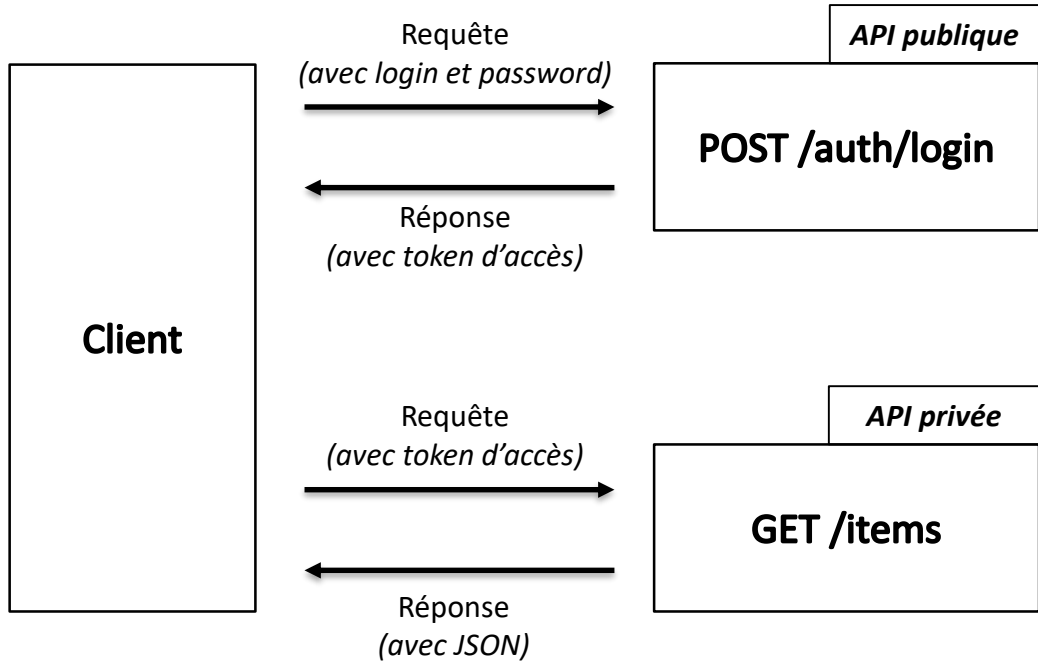 Requête
(avec login et password)
API publique
POST /auth/login
Réponse
(avec token d'accès)
Client
Requête
(avec token d'accès)
API privée
GET /items
Réponse
(avec JSON)